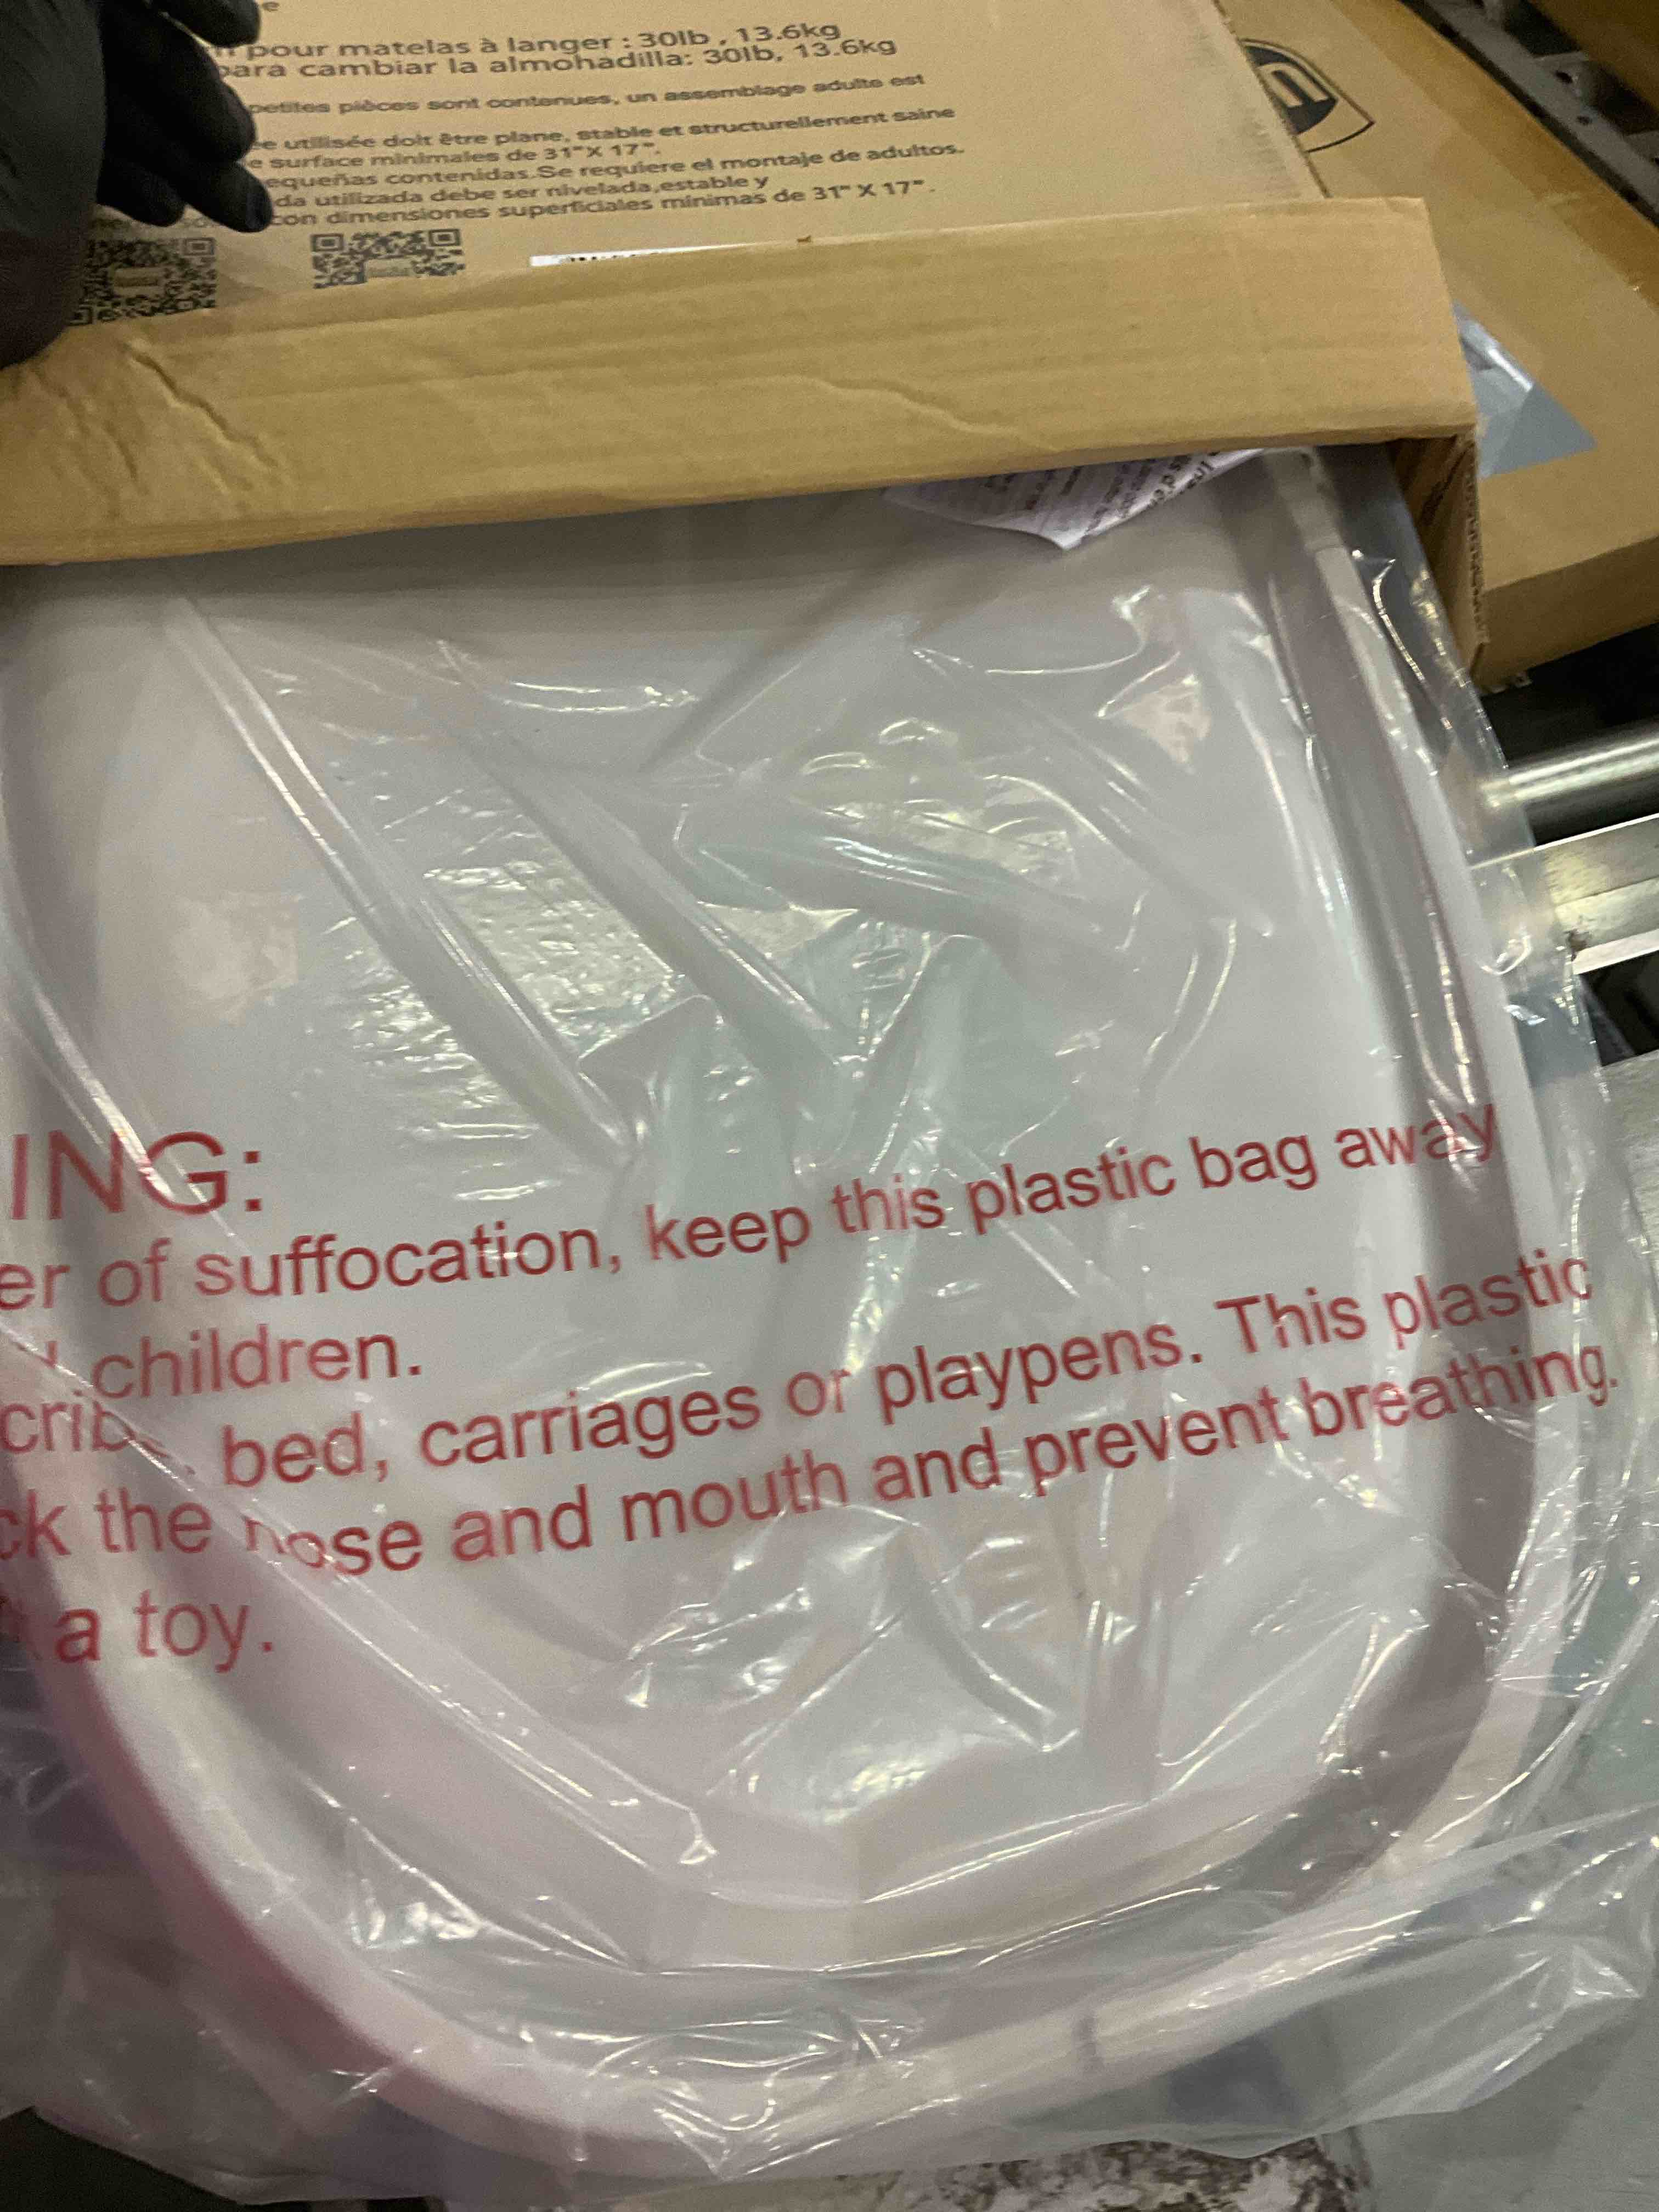 e
pour matelas à langer : 30lb , 13.6kg
para cambiar la almohadilla: 30lb, 13.6kg
petites pièces sont contenues, un assemblage adulte est
ée utilisée doit être plane, stable et structurellement saine
e surface minimales de 31"X 17".
equeñas contenidas.Se requiere el montaje de adultos.
da utilizada debe ser nivelada,estable y
con dimensiones superficiales mínimas de 31" X 17".
ING:
er of suffocation, keep this plastic bag away
children.
cribs, bed, carriages or playpens. This plastic
ck the nose and mouth and prevent breathing.
a toy.